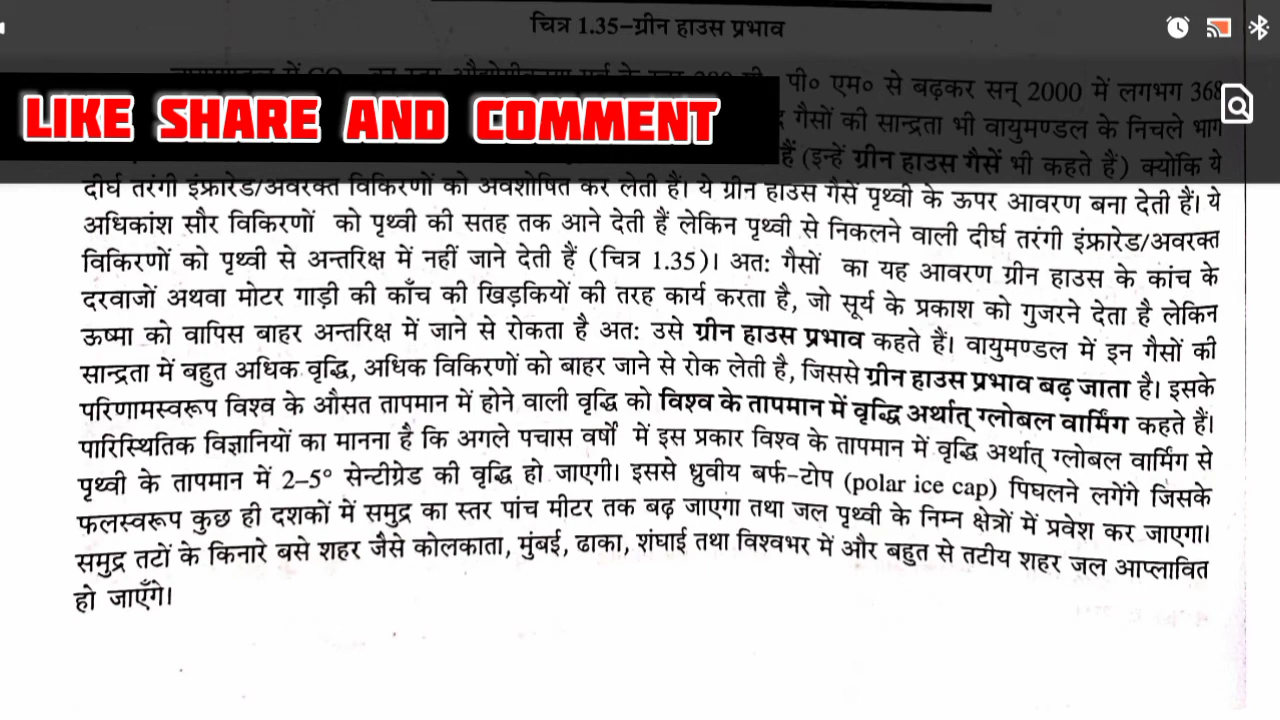 चित्र 1.35–ग्रीन हाउस प्रभाव
पी० एम० से बढ़कर सन् 2000 में लगभग 368
LIKE SHARE AND COMMENT
गैसों की सान्द्रता भी वायुमण्डल के निचले भाग
हैं (इन्हें ग्रीन हाउस गैसें भी कहते हैं) क्योंकि ये
दीर्घ तरंगी इंफ्रारेड/अवरक्त विकिरणों को अवशोषित कर लेती हैं। ये ग्रीन हाउस गैसें पृथ्वी के ऊपर आवरण बना देती हैं। ये
अधिकांश सौर विकिरणों को पृथ्वी की सतह तक आने देती हैं लेकिन पृथ्वी से निकलने वाली दीर्घ तरंगी इंफ्रारेड/अवरक्त
विकिरणों को पृथ्वी से अन्तरिक्ष में नहीं जाने देती हैं (चित्र 1.35)। अत: गैसों का यह आवरण ग्रीन हाउस के कांच के
दरवाजों अथवा मोटर गाड़ी की काँच की खिड़कियों की तरह कार्य करता है, जो सूर्य के प्रकाश को गुजरने देता है लेकिन
ऊष्मा को वापिस बाहर अन्तरिक्ष में जाने से रोकता है अत: उसे ग्रीन हाउस प्रभाव कहते हैं। वायुमण्डल में इन गैसों की
सान्द्रता में बहुत अधिक वृद्धि, अधिक विकिरणों को बाहर जाने से रोक लेती है, जिससे ग्रीन हाउस प्रभाव बढ़ जाता है। इसके
परिणामस्वरूप विश्व के औसत तापमान में होने वाली वृद्धि को विश्व के तापमान में वृद्धि अर्थात् ग्लोबल वार्मिंग कहते हैं।
पारिस्थितिक विज्ञानियों का मानना है कि अगले पचास वर्षों में इस प्रकार विश्व के तापमान में वृद्धि अर्थात् ग्लोबल वार्मिंग से
पृथ्वी के तापमान में 2–5° सेन्टीग्रेड की वृद्धि हो जाएगी। इससे ध्रुवीय बर्फ-टोप (polar ice cap) पिघलने लगेंगे जिसके
फलस्वरूप कुछ ही दशकों में समुद्र का स्तर पांच मीटर तक बढ़ जाएगा तथा जल पृथ्वी के निम्न क्षेत्रों में प्रवेश कर जाएगा।
समुद्र तटों के किनारे बसे शहर जैसे कोलकाता, मुंबई, ढाका, शंघाई तथा विश्वभर में और बहुत से तटीय शहर जल आप्लावित
हो जाएँगे।